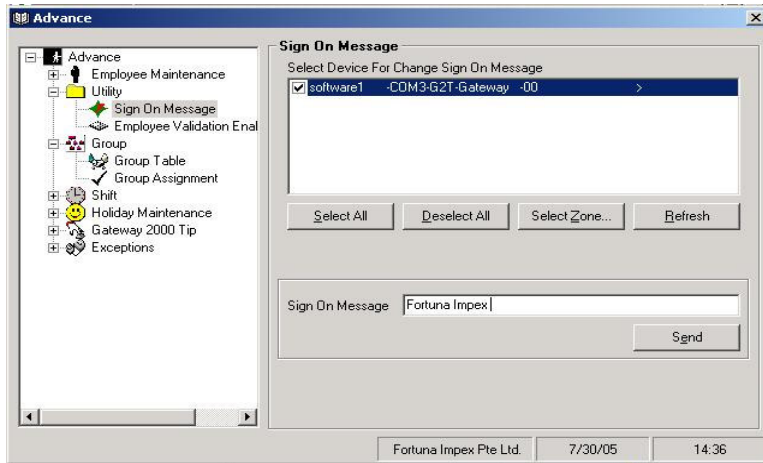 Advance
Advance
Employee Maintenance
Utility
Sign On Message
Employee Validation Enal
Group
Group Table
Group Assignment
Shift
Holiday Maintenance
Gateway 2000 Tip
Exceptions
Sign On Message
Select Device For Change Sign On Message
software1 -COM3-G2T-Gateway -00 >
Select All Deselect All Select Zone... Refresh
Sign On Message Fortuna Impex
Send
Fortuna Impex Pte Ltd. 7/30/05 14:36